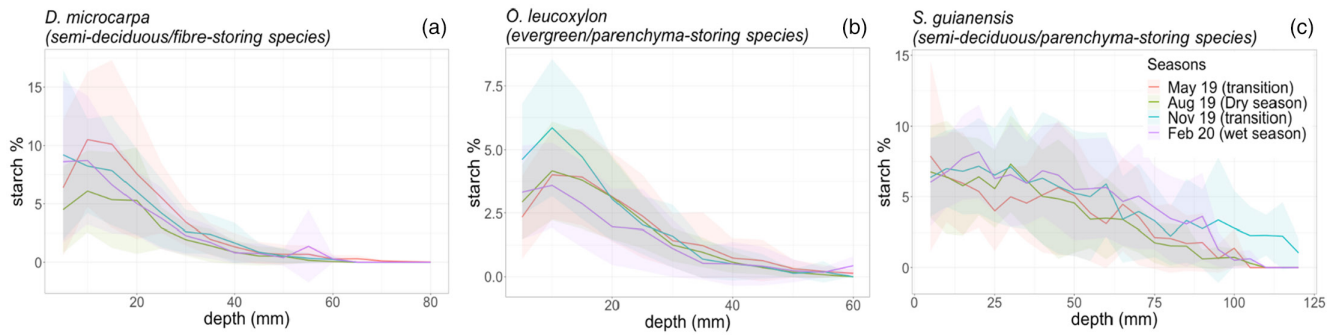 D. microcarpa
(semi-deciduous/fibre-storing species)
(a)
starch %
15
10
5
0
20
40
60
80
depth (mm)
O. leucoxylon
(evergreen/parenchyma-storing species)
(b)
starch %
7.5
5.0
2.5
0.0
20
40
60
depth (mm)
S. guianensis
(semi-deciduous/parenchyma-storing species)
(c)
starch %
15
10
5
0
0
25
50
75
100
125
depth (mm)
Seasons
May 19 (transition)
Aug 19 (Dry season)
Nov 19 (transition)
Feb 20 (wet season)